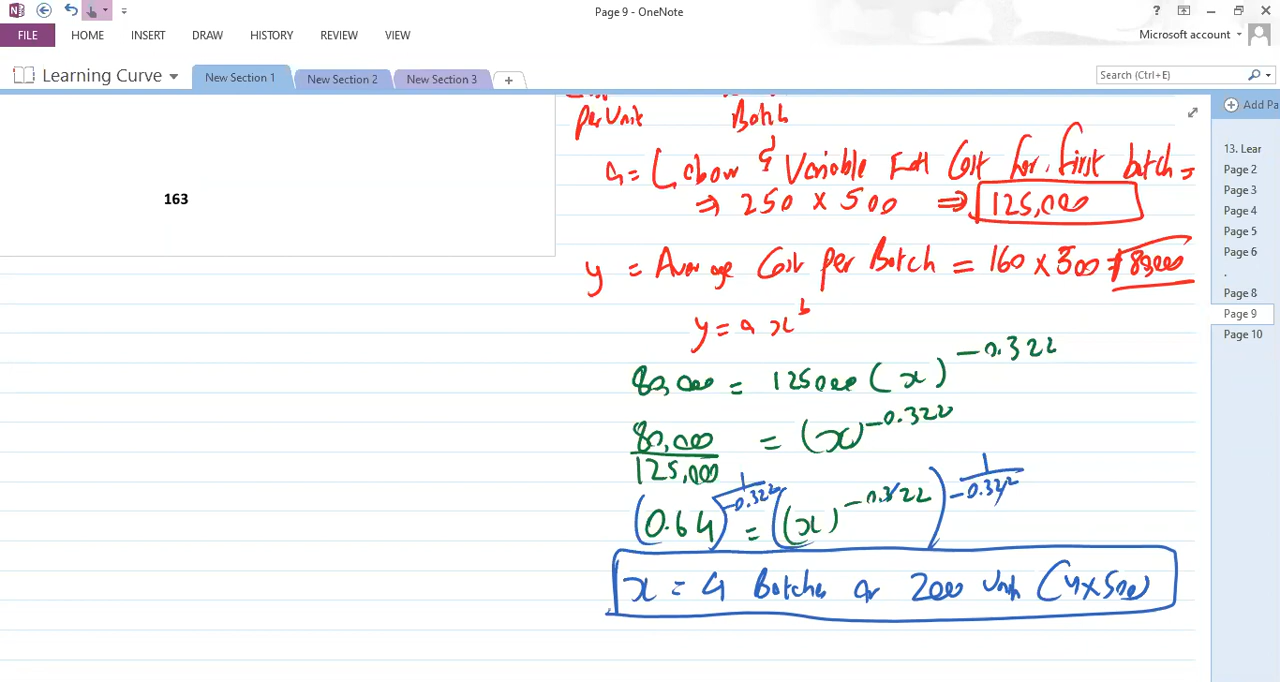 Page 9 - OneNote
FILE HOME INSERT DRAW HISTORY REVIEW VIEW
Microsoft account
Learning Curve New Section 1 New Section 2 New Section 3 +
Search (Ctrl+E)
Add Pa
13. Lear
Page 2
Page 3
Page 4
Page 5
Page 6
.
Page 8
Page 9
Page 10
163
per Unit Batch
a = Labour & Variable Cost for first batch =
⇒ 250 × 500 ⇒ 125,000
y = Average Cost per Batch = 160 × 500 = 80,000
y = a x^b
80,000 = 125000 (x)^-0.322
80,000/125,000 = (x)^-0.322
(0.64)^1/-0.322 = ((x)^-0.322)^1/-0.322
x = 4 Batches or 2000 Units (4×500)